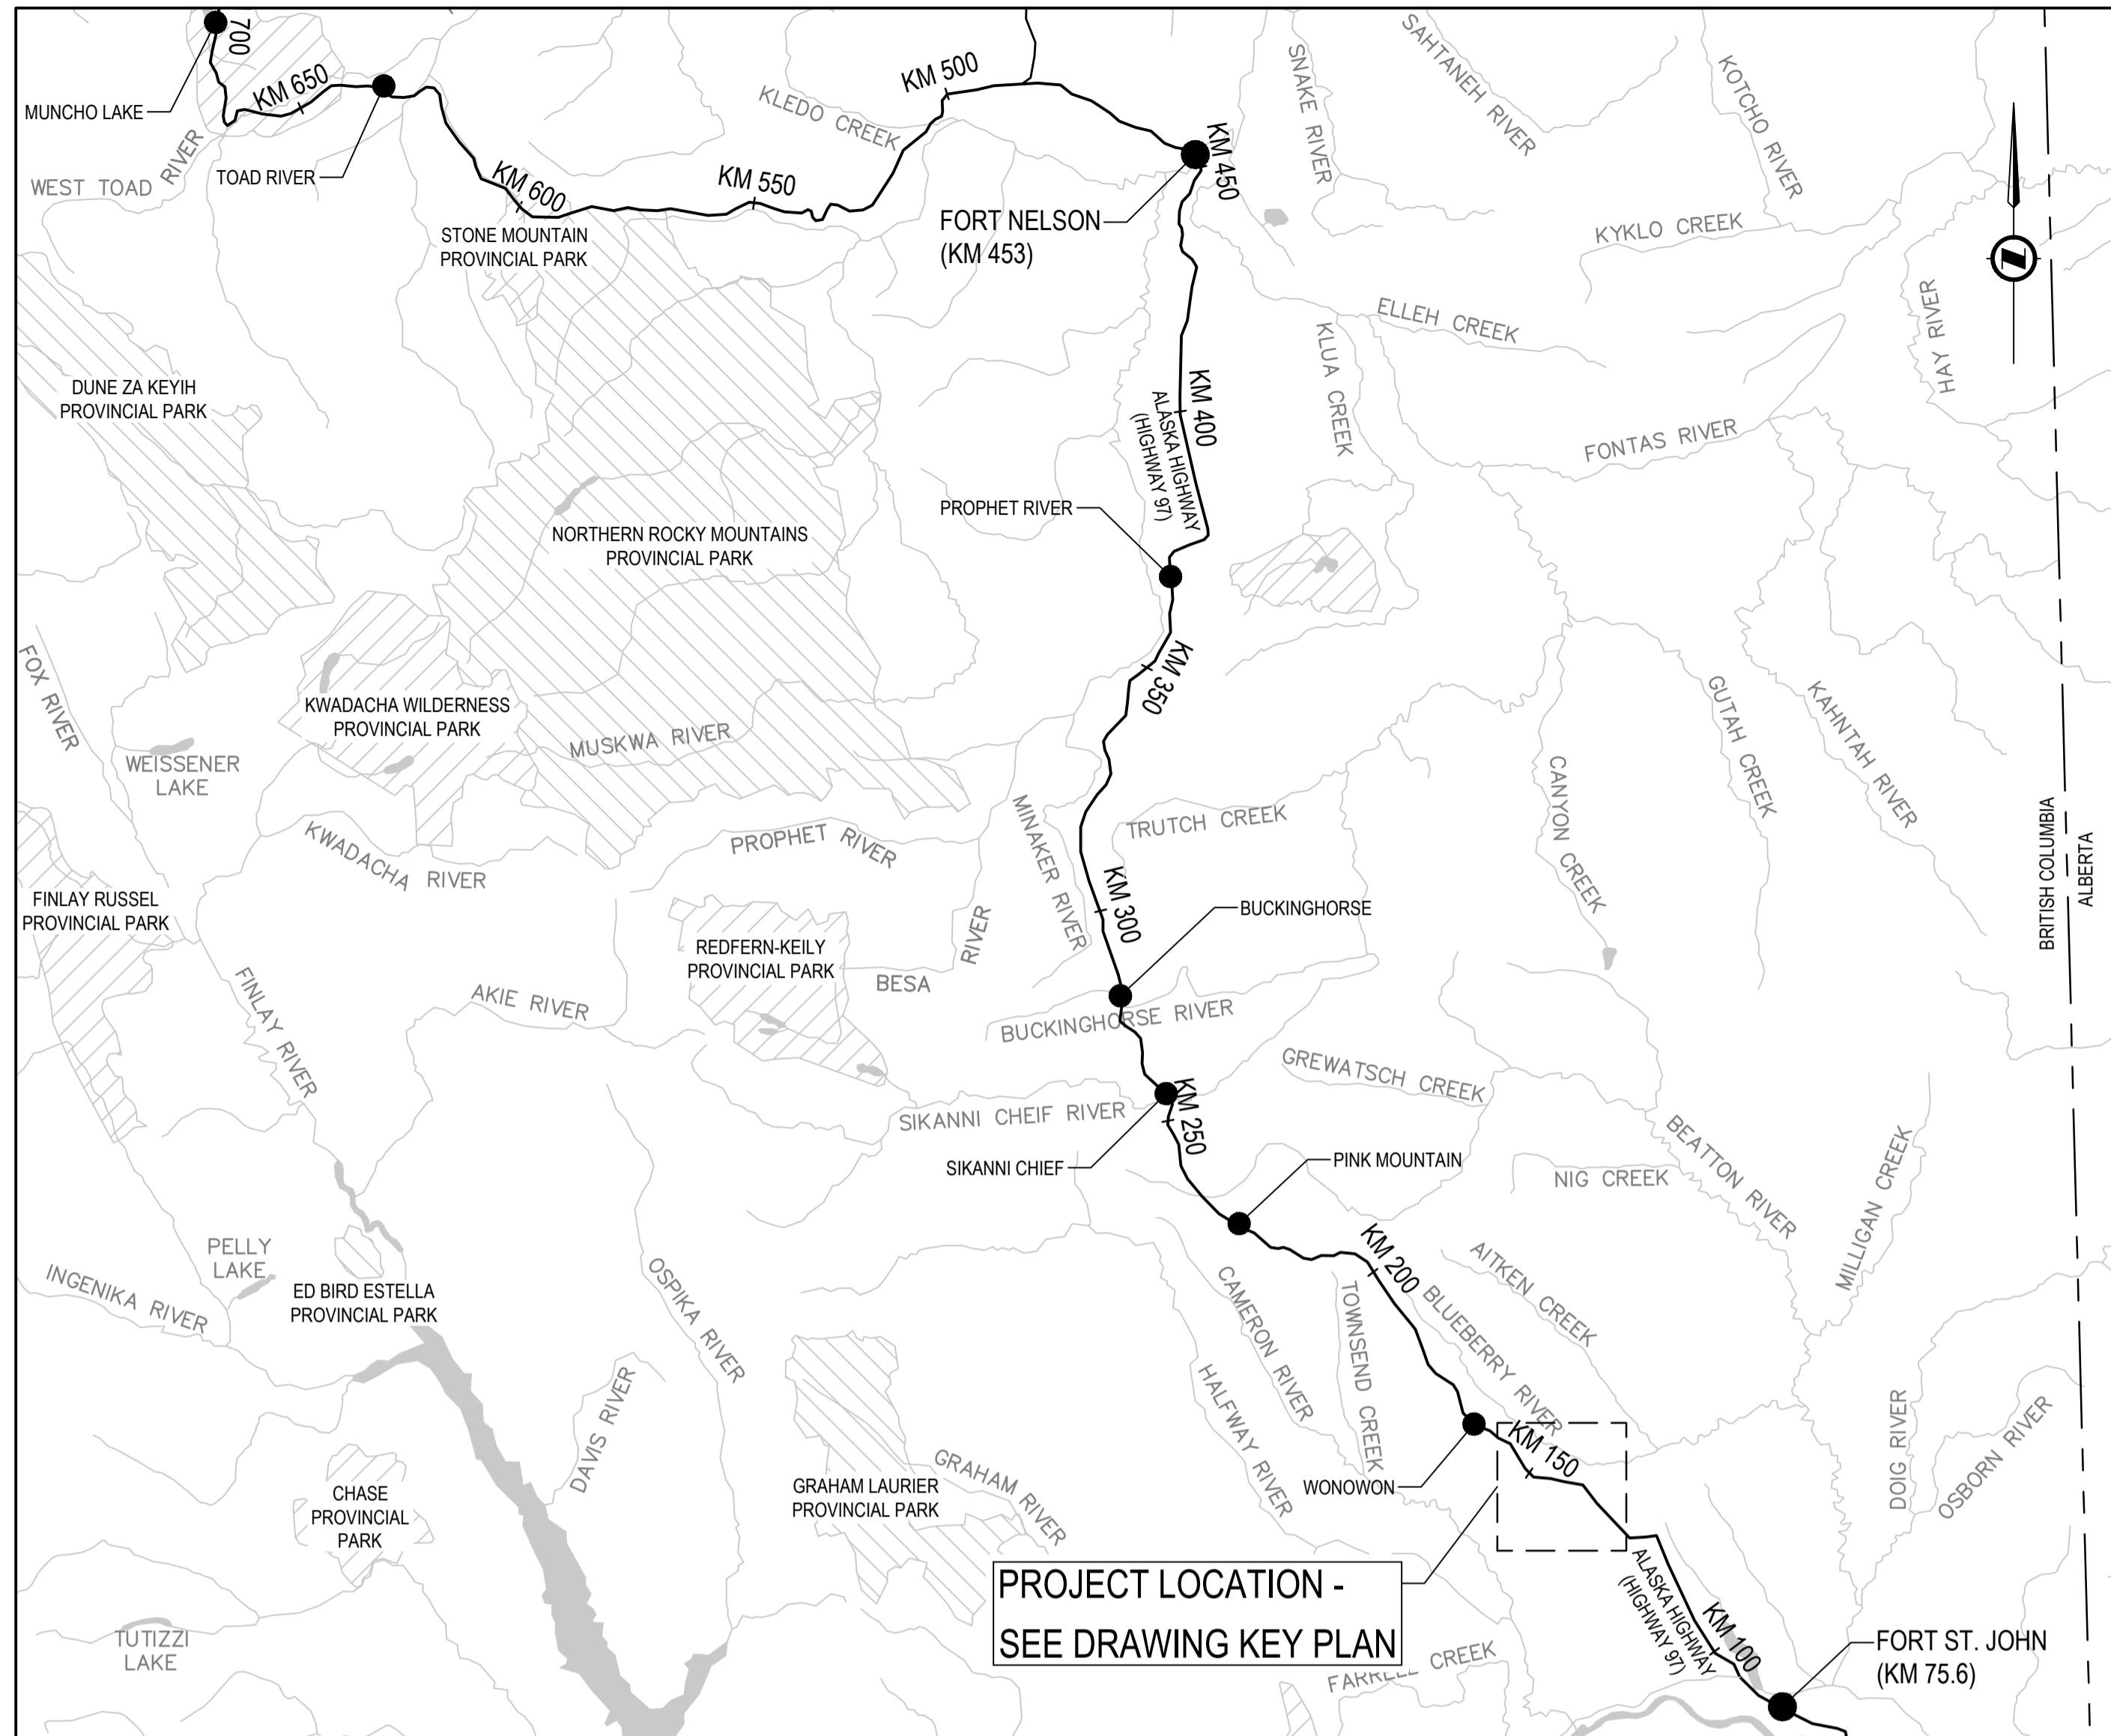 700
MUNCHO LAKE
KM 650
TOAD RIVER
WEST TOAD RIVER
KLEDO CREEK
KM 500
KM 600
KM 550
STONE MOUNTAIN
PROVINCIAL PARK
FORT NELSON
(KM 453)
KM 450
SNAKE RIVER
SAHTANEH RIVER
KOTCHO RIVER
KYKLO CREEK
HAY RIVER
ELLEH CREEK
KLUA CREEK
FONTAS RIVER
KM 400
ALASKA HIGHWAY
(HIGHWAY 97)
DUNE ZA KEYIH
PROVINCIAL PARK
PROPHET RIVER
NORTHERN ROCKY MOUNTAINS
PROVINCIAL PARK
KM 350
FOX RIVER
KWADACHA WILDERNESS
PROVINCIAL PARK
WEISSENER
LAKE
MUSKWA RIVER
GUTAH CREEK
KAHNTAH RIVER
CANYON CREEK
BRITISH COLUMBIA
ALBERTA
KWADACHA RIVER
PROPHET RIVER
MINAKER RIVER
TRUTCH CREEK
FINLAY RUSSEL
PROVINCIAL PARK
KM 300
BUCKINGHORSE
REDFERN-KEILY
PROVINCIAL PARK
BESA RIVER
FINLAY RIVER
AKIE RIVER
BUCKINGHORSE RIVER
GREWATSCH CREEK
SIKANNI CHEIF RIVER
KM 250
SIKANNI CHIEF
PINK MOUNTAIN
NIG CREEK
BEATTON RIVER
MILLIGAN CREEK
PELLY
LAKE
INGENIKA RIVER
ED BIRD ESTELLA
PROVINCIAL PARK
OSPIKA RIVER
KM 200
CAMERON RIVER
TOWNSEND CREEK
BLUEBERRY RIVER
AITKEN CREEK
HALFWAY RIVER
DAVIS RIVER
DOIG RIVER
OSBORN RIVER
KM 150
WONOWON
GRAHAM LAURIER
PROVINCIAL PARK
GRAHAM RIVER
CHASE
PROVINCIAL
PARK
PROJECT LOCATION -
SEE DRAWING KEY PLAN
ALASKA HIGHWAY
(HIGHWAY 97)
KM 100
FORT ST. JOHN
(KM 75.6)
FARRELL CREEK
TUTIZZI
LAKE